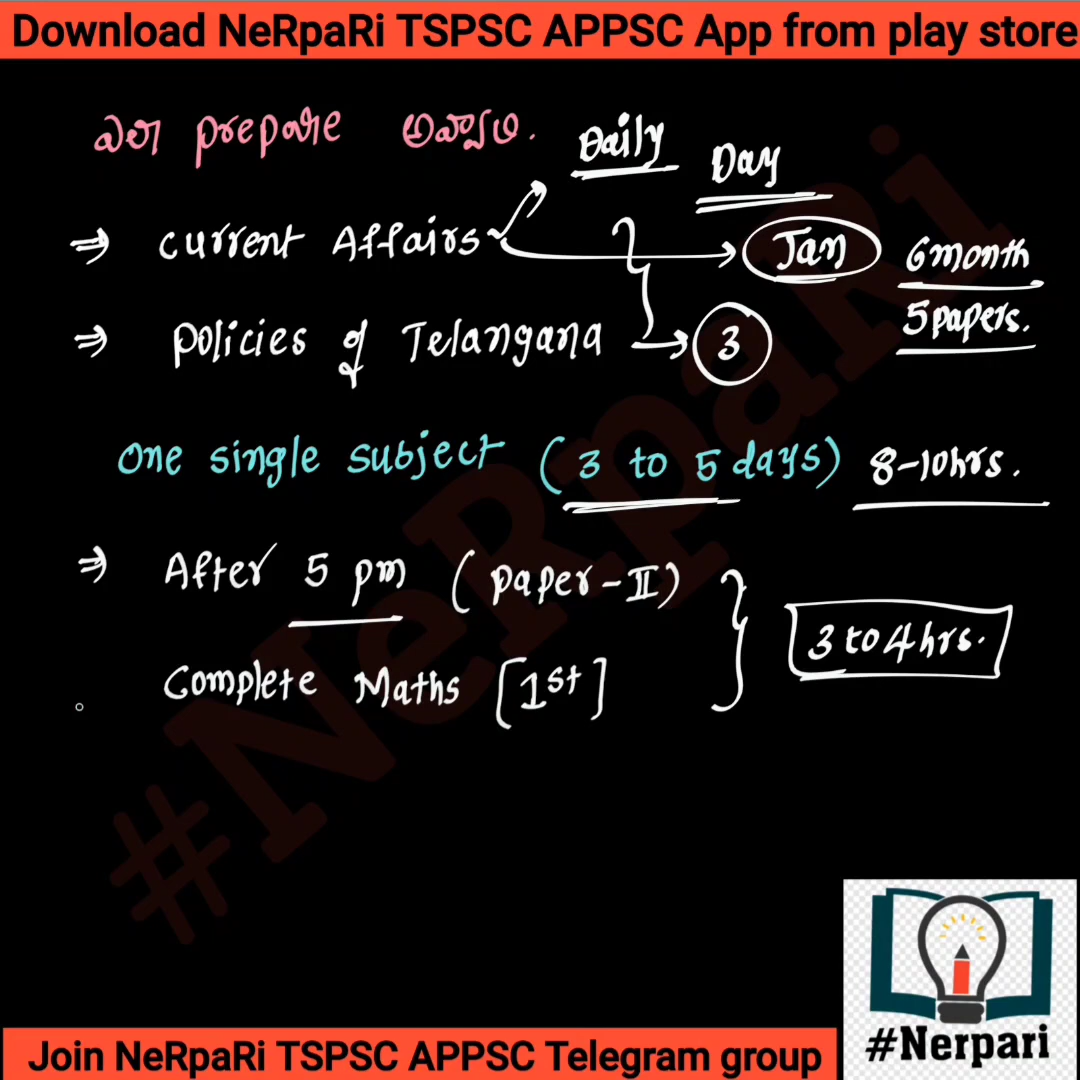 Download NeRpaRi TSPSC APPSC App from play store
ఎలా prepare అవ్వాలి.
Daily
Day
⇒ Current Affairs → Jan 6month
5papers.
⇒ Policies of Telangana → 3
One single subject (3 to 5 days) 8-10hrs.
⇒ After 5 pm (paper-II)
3 to 4hrs.
Complete Maths [1st]
#NeRpaRi
#Nerpari
Join NeRpaRi TSPSC APPSC Telegram group